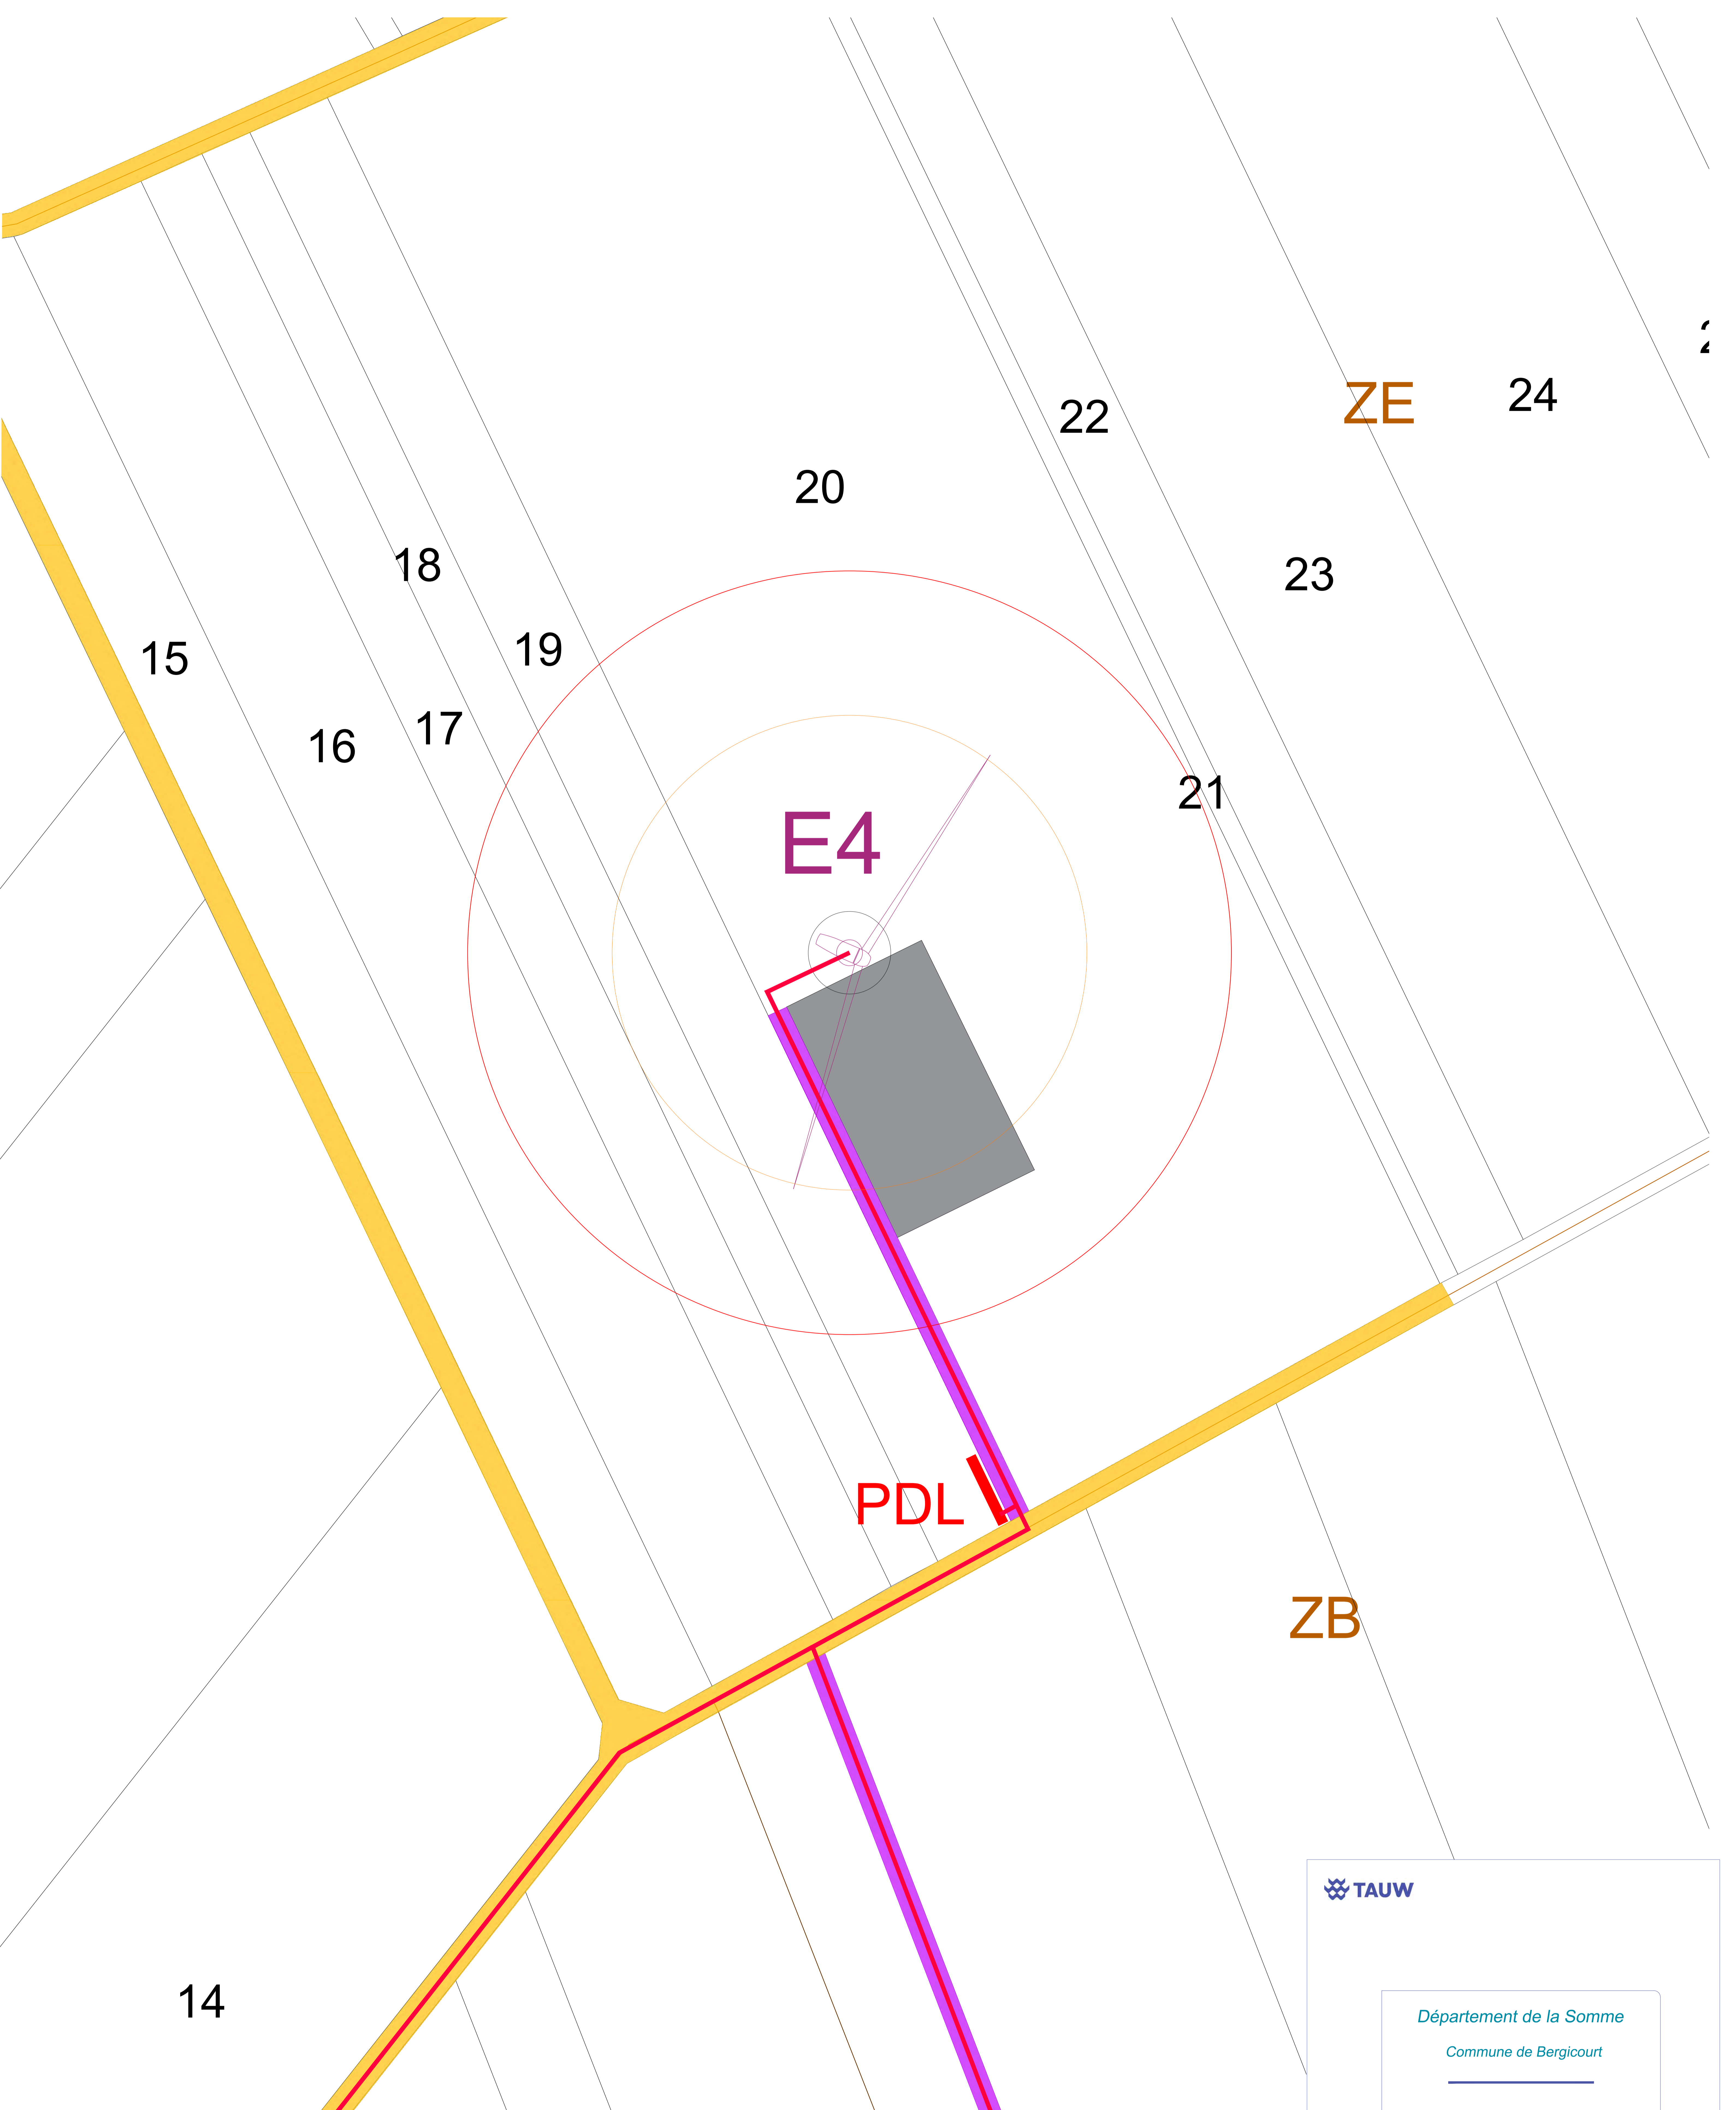 ZE
24
22
20
18
23
19
15
17
16
21
E4
PDL
ZB
TAUW
14
Département de la Somme
Commune de Bergicourt